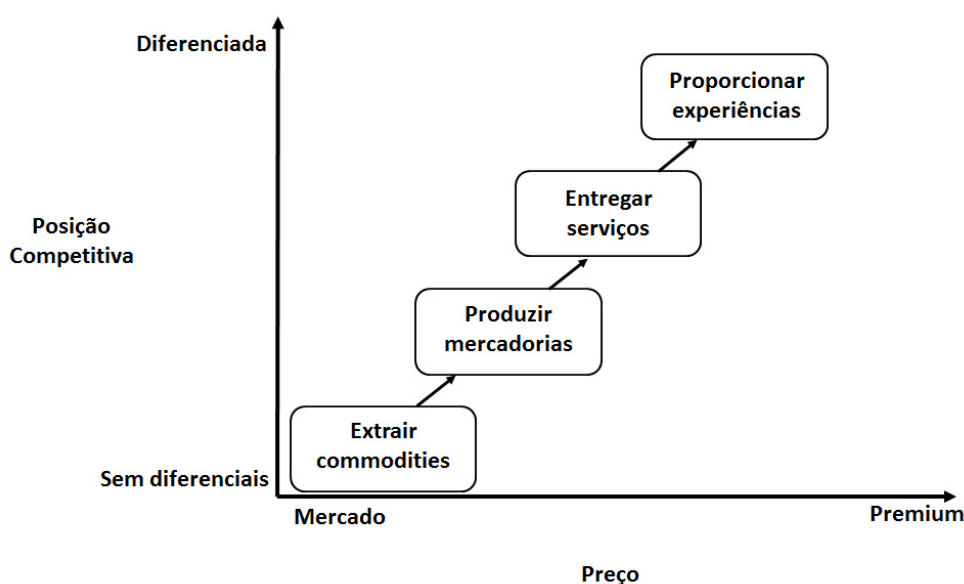 Diferenciada
Proporcionar
experiências
Entregar
serviços
Posição
Competitiva
Produzir
mercadorias
Extrair
commodities
Sem diferenciais
Mercado
Premium
Preço